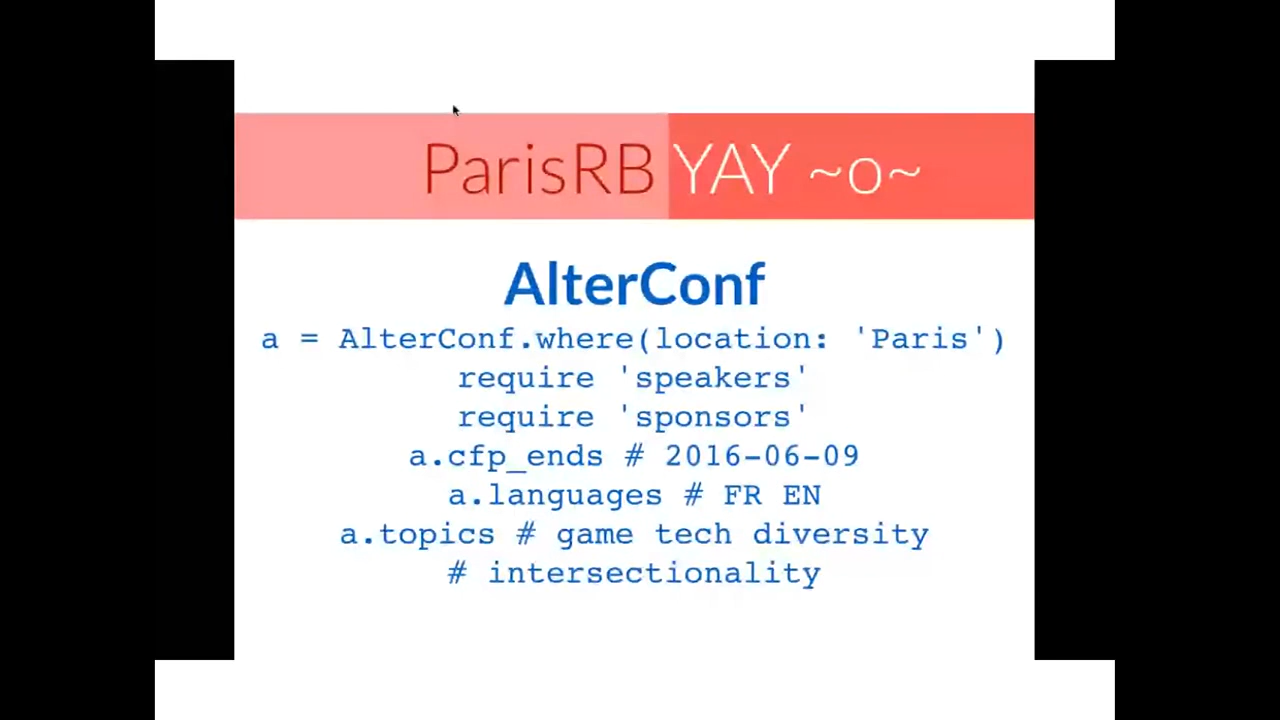 ParisRB YAY ~o~
AlterConf
a = AlterConf.where(location: 'Paris')
require 'speakers'
require 'sponsors'
a.cfp_ends # 2016-06-09
a.languages # FR EN
a.topics # game tech diversity
# intersectionality